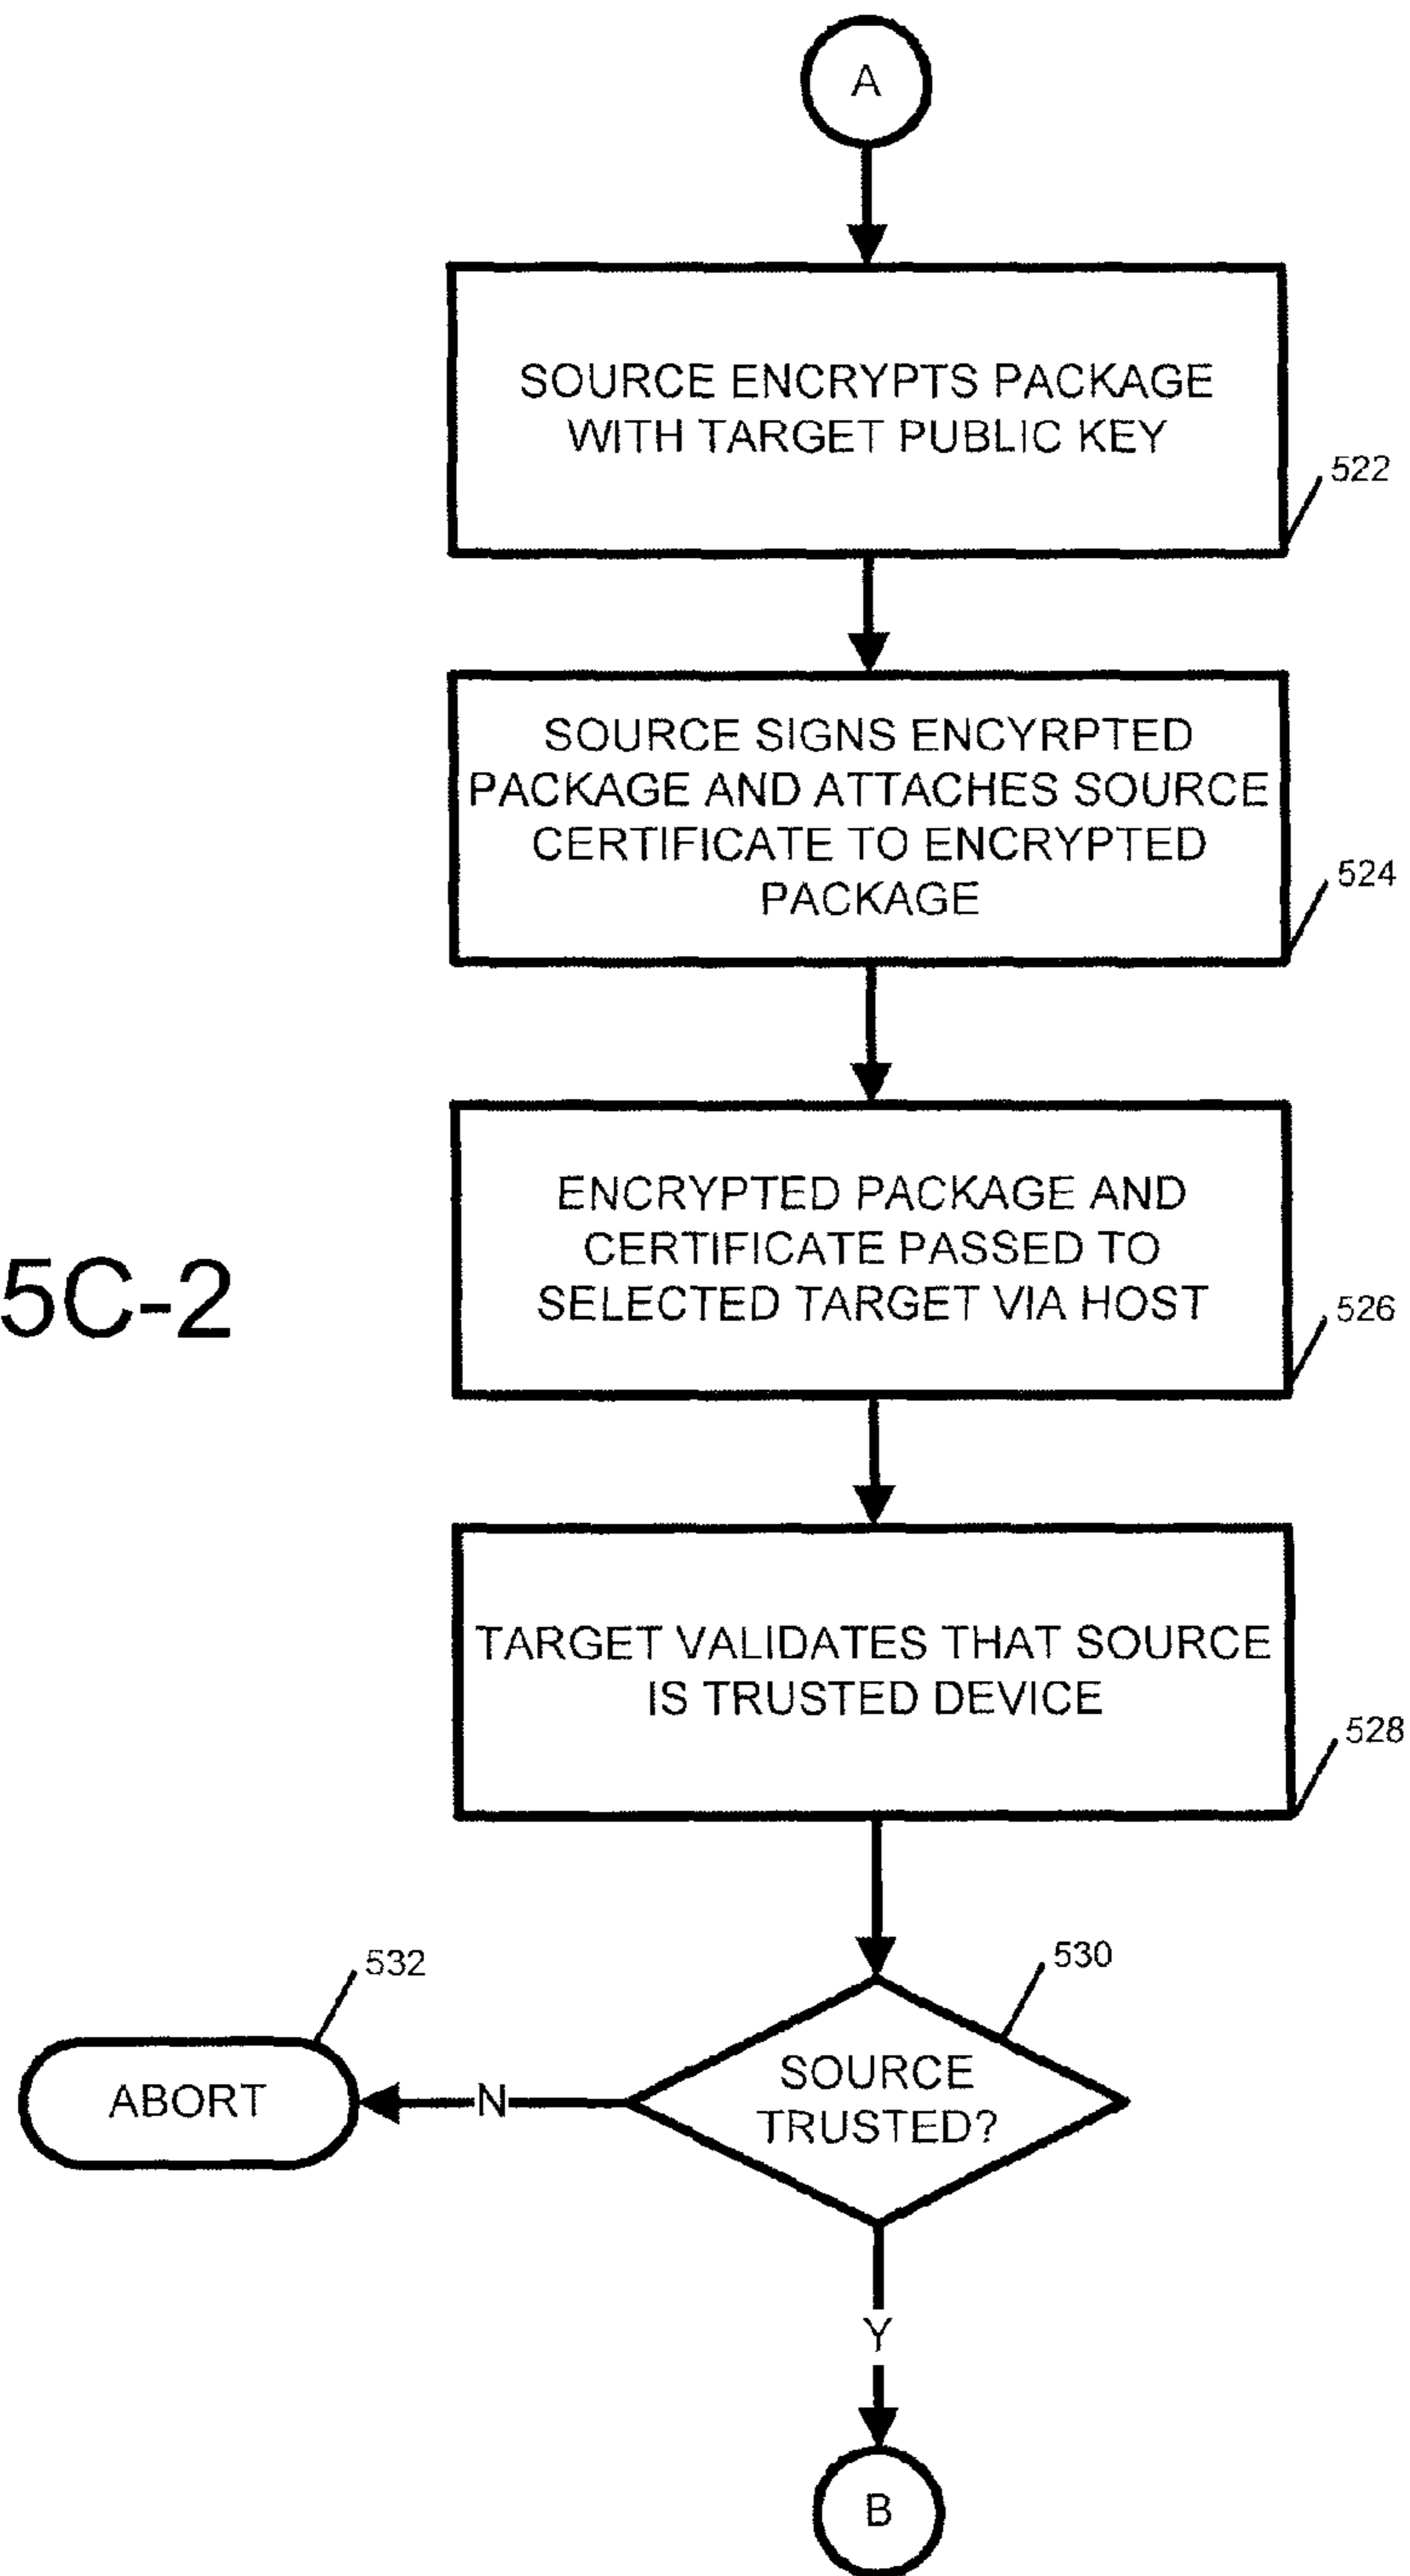 A
SOURCE ENCRYPTS PACKAGE
WITH TARGET PUBLIC KEY
522
SOURCE SIGNS ENCYRPTED
PACKAGE AND ATTACHES SOURCE
CERTIFICATE TO ENCRYPTED
PACKAGE
524
5C-2
ENCRYPTED PACKAGE AND
CERTIFICATE PASSED TO
SELECTED TARGET VIA HOST
526
TARGET VALIDATES THAT SOURCE
IS TRUSTED DEVICE
528
532
530
ABORT
N
SOURCE
TRUSTED?
Y
B